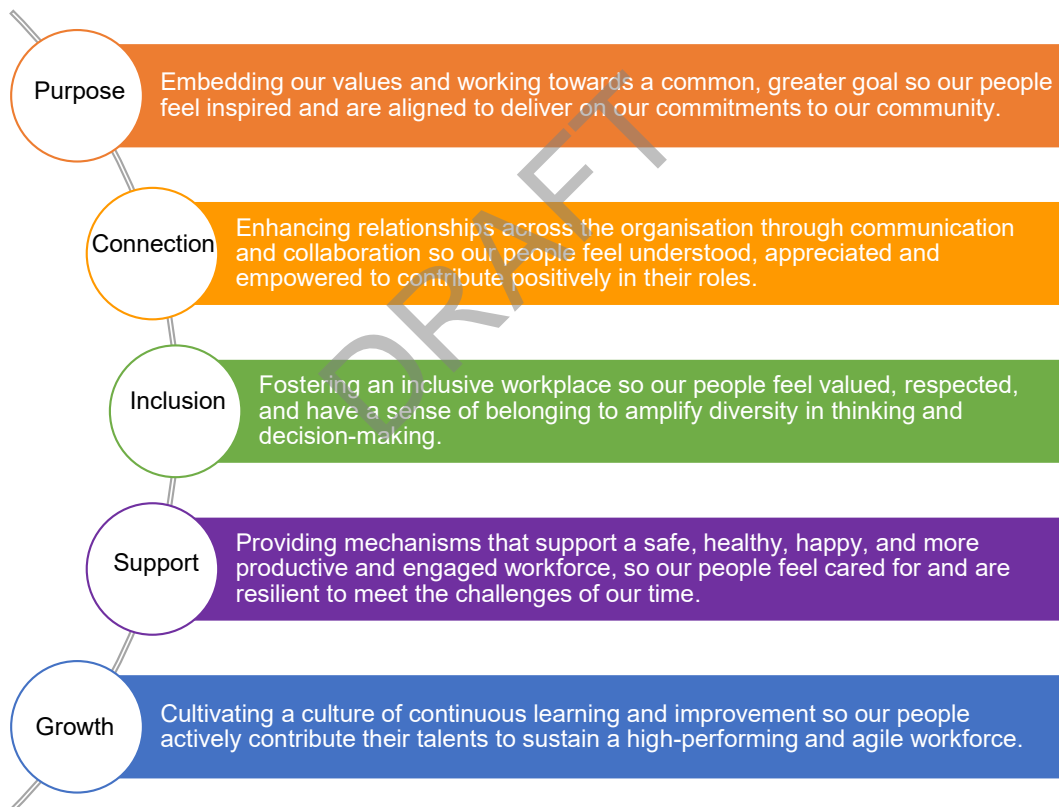 Purpose
Embedding our values and working towards a common, greater goal so our people
feel inspired and are aligned to deliver on our commitments to our community.
Connection
Enhancing relationships across the organisation through communication
and collaboration so our people feel understood, appreciated and
empowered to contribute positively in their roles.
Inclusion
Fostering an inclusive workplace so our people feel valued, respected,
and have a sense of belonging to amplify diversity in thinking and
decision-making.
Support
Providing mechanisms that support a safe, healthy, happy, and more
productive and engaged workforce, so our people feel cared for and are
resilient to meet the challenges of our time.
Growth
Cultivating a culture of continuous learning and improvement so our people
actively contribute their talents to sustain a high-performing and agile workforce.
DRAFT